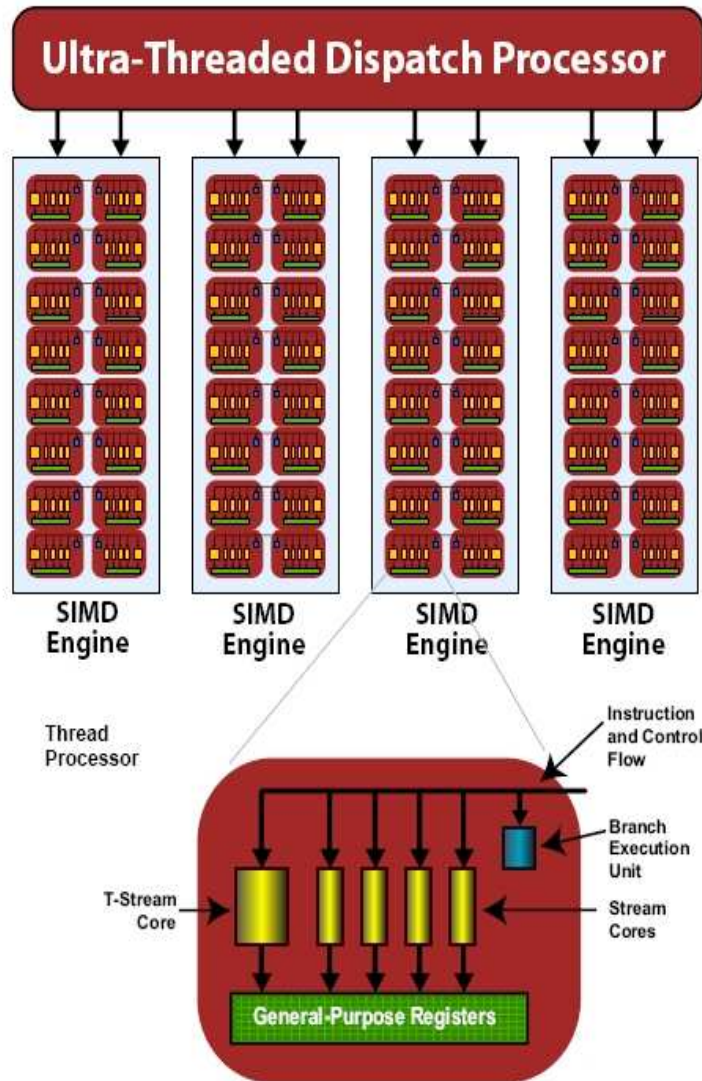 Ultra-Threaded Dispatch Processor
SIMD
Engine
SIMD
Engine
SIMD
Engine
SIMD
Engine
Thread
Processor
Instruction
and Control
Flow
Branch
Execution
Unit
T-Stream
Core
Stream
Cores
General-Purpose Registers